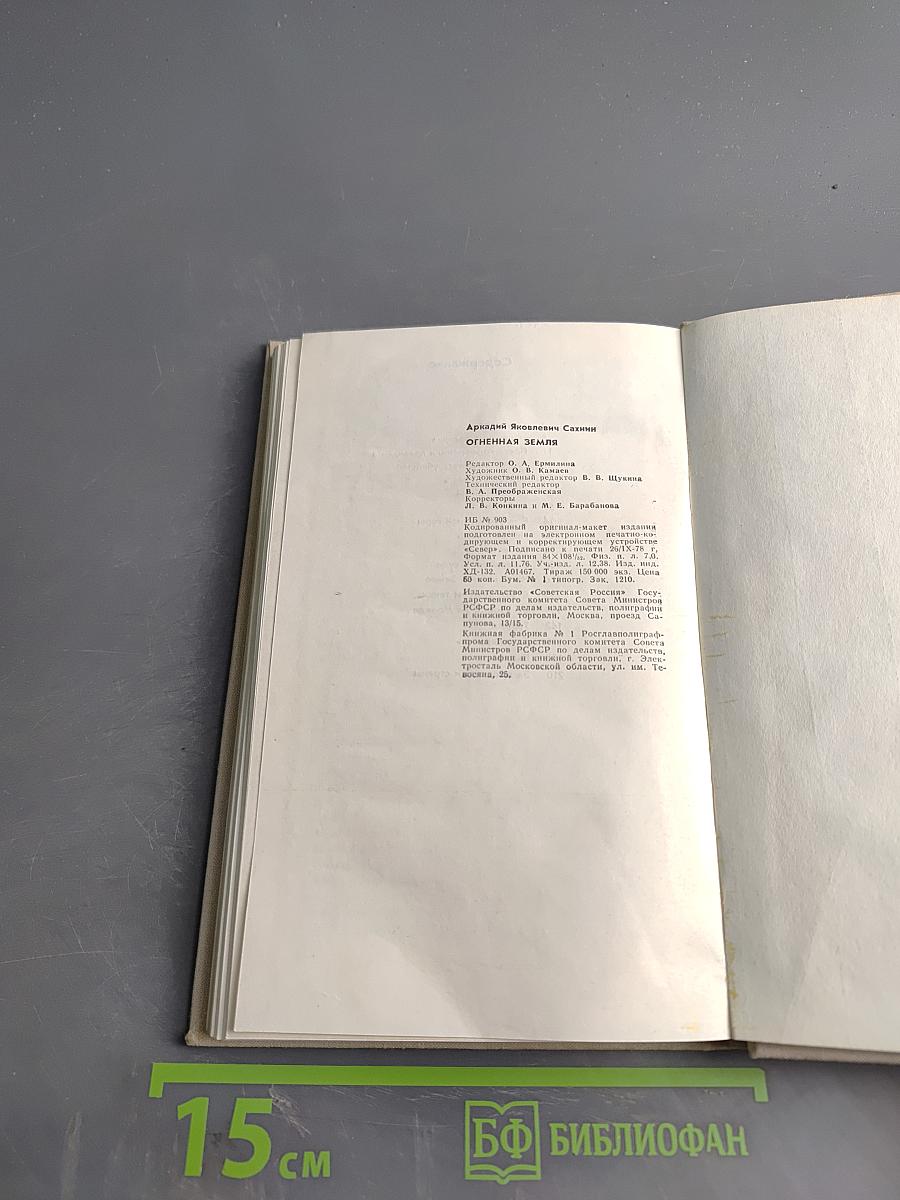 Аркадий Яковлевич Сахнин
ОГНЕННАЯ ЗЕМЛЯ
Редактор О. А. Ермилина
Художник О. В. Камаев
Художественный редактор В. В. Щукина
Технический редактор
В. А. Преображенская
Корректоры
Л. В. Конкина и М. Е. Барабанова
ИБ № 903
Кодированный оригинал-макет издания
подготовлен на электронном печатно-ко-
дирующем и корректирующем устройстве
«Север». Подписано к печати 26/IX-78 г.
Формат издания 84×108¹/₃₂. Физ. п. л. 7,0.
Усл. п. л. 11,76. Уч.-изд. л. 12,38. Изд. инд.
ХД-132. А01467. Тираж 150 000 экз. Цена
60 коп. Бум. № 1 типогр. Зак. 1210.
Издательство «Советская Россия» Госу-
дарственного комитета Совета Министров
РСФСР по делам издательств, полиграфии
и книжной торговли, Москва, проезд Са-
пунова, 13/15.
Книжная фабрика № 1 Росглавполиграф-
прома Государственного комитета Совета
Министров РСФСР по делам издательств,
полиграфии и книжной торговли, г. Элек-
тросталь Московской области, ул. им. Те-
восяна, 25.
15 см
БФ БИБЛИОФАН